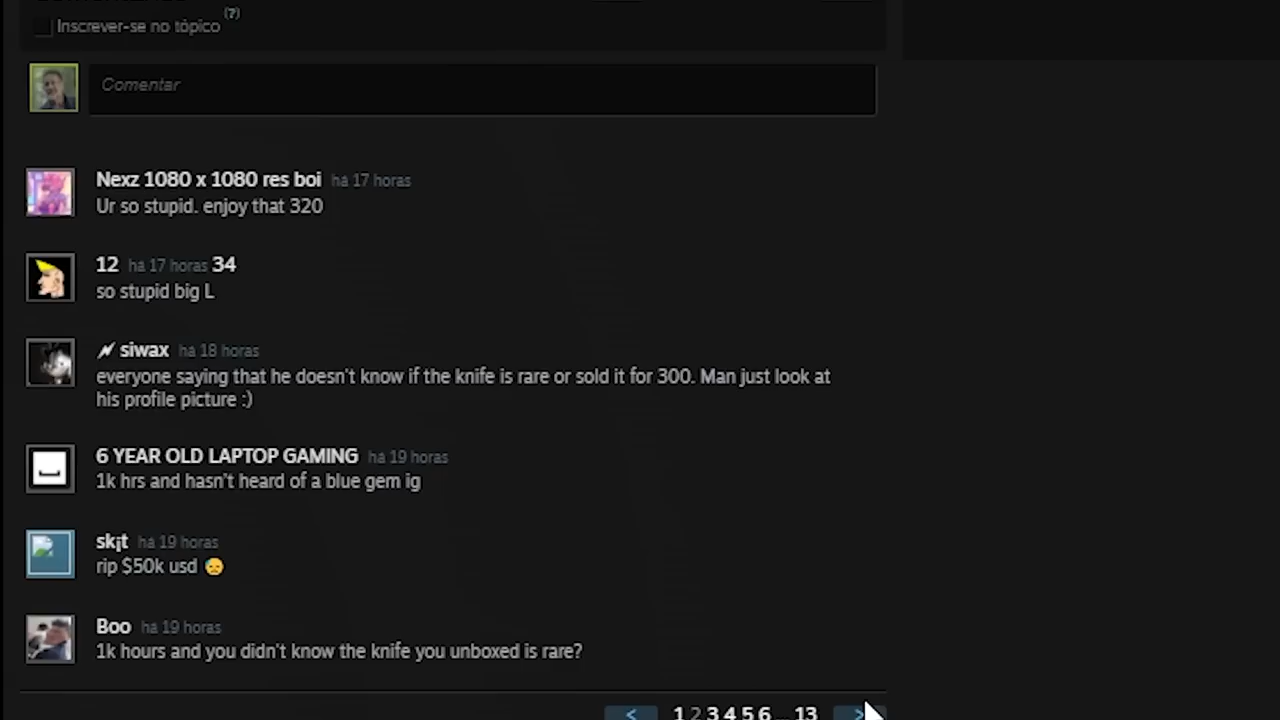 Inscrever-se no tópico (?)
Comentar
Nexz 1080 x 1080 res boi há 17 horas
Ur so stupid. enjoy that 320
12 há 17 horas 34
so stupid big L
siwax há 18 horas
everyone saying that he doesn't know if the knife is rare or sold it for 300. Man just look at
his profile picture :)
6 YEAR OLD LAPTOP GAMING há 19 horas
1k hrs and hasn't heard of a blue gem ig
sk¡t há 19 horas
rip $50k usd 😥
Boo há 19 horas
1k hours and you didn't know the knife you unboxed is rare?
< 1 2 3 4 5 6 ... 13 >